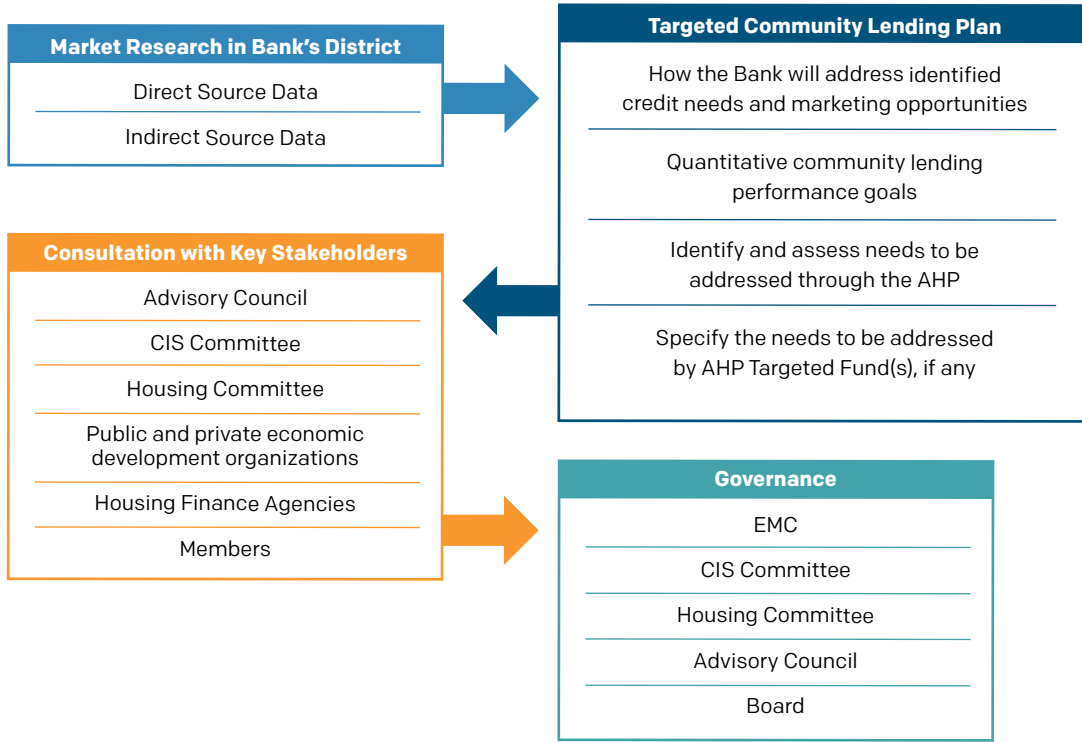 Market Research in Bank's District
Direct Source Data
Indirect Source Data
Targeted Community Lending Plan
How the Bank will address identified
credit needs and marketing opportunities
Quantitative community lending
performance goals
Identify and assess needs to be
addressed through the AHP
Specify the needs to be addressed
by AHP Targeted Fund(s), if any
Consultation with Key Stakeholders
Advisory Council
CIS Committee
Housing Committee
Public and private economic
development organizations
Housing Finance Agencies
Members
Governance
EMC
CIS Committee
Housing Committee
Advisory Council
Board